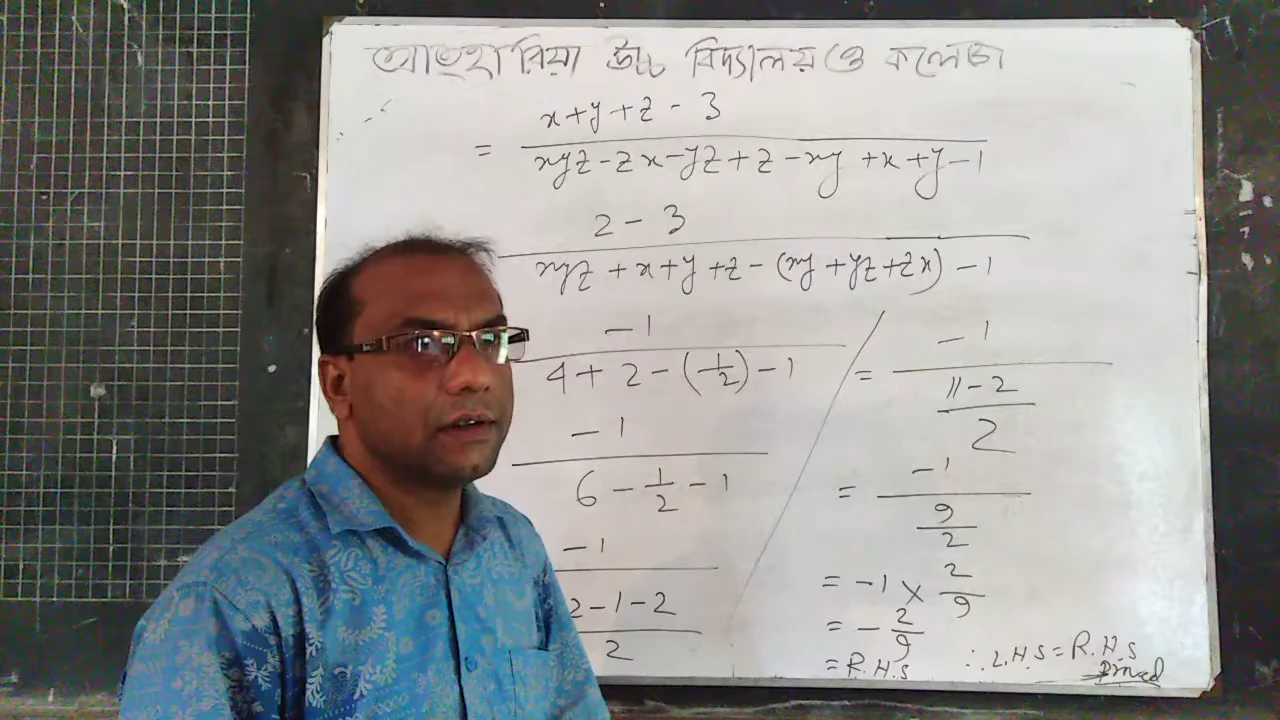 আত্হারিয়া উচ্চ বিদ্যালয় ও কলেজ
x+y+z-3
= xyz-zx-yz+z-xy+x+y-1
2-3
xyz+x+y+z-(xy+yz+zx)-1
-1
4+2-(1/2)-1
-1
6-1/2-1
-1
2-1-2
2
-1
= 11-2
2
-1
= 9/2
= -1×2/9
= -2/9
= R.H.S
∴ L.H.S = R.H.S
Proved